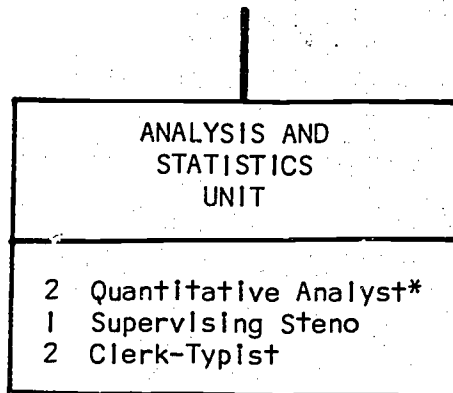 ANALYSIS AND
STATISTICS
UNIT
2 Quantitative Analyst*
1 Supervising Steno
2 Clerk-Typist